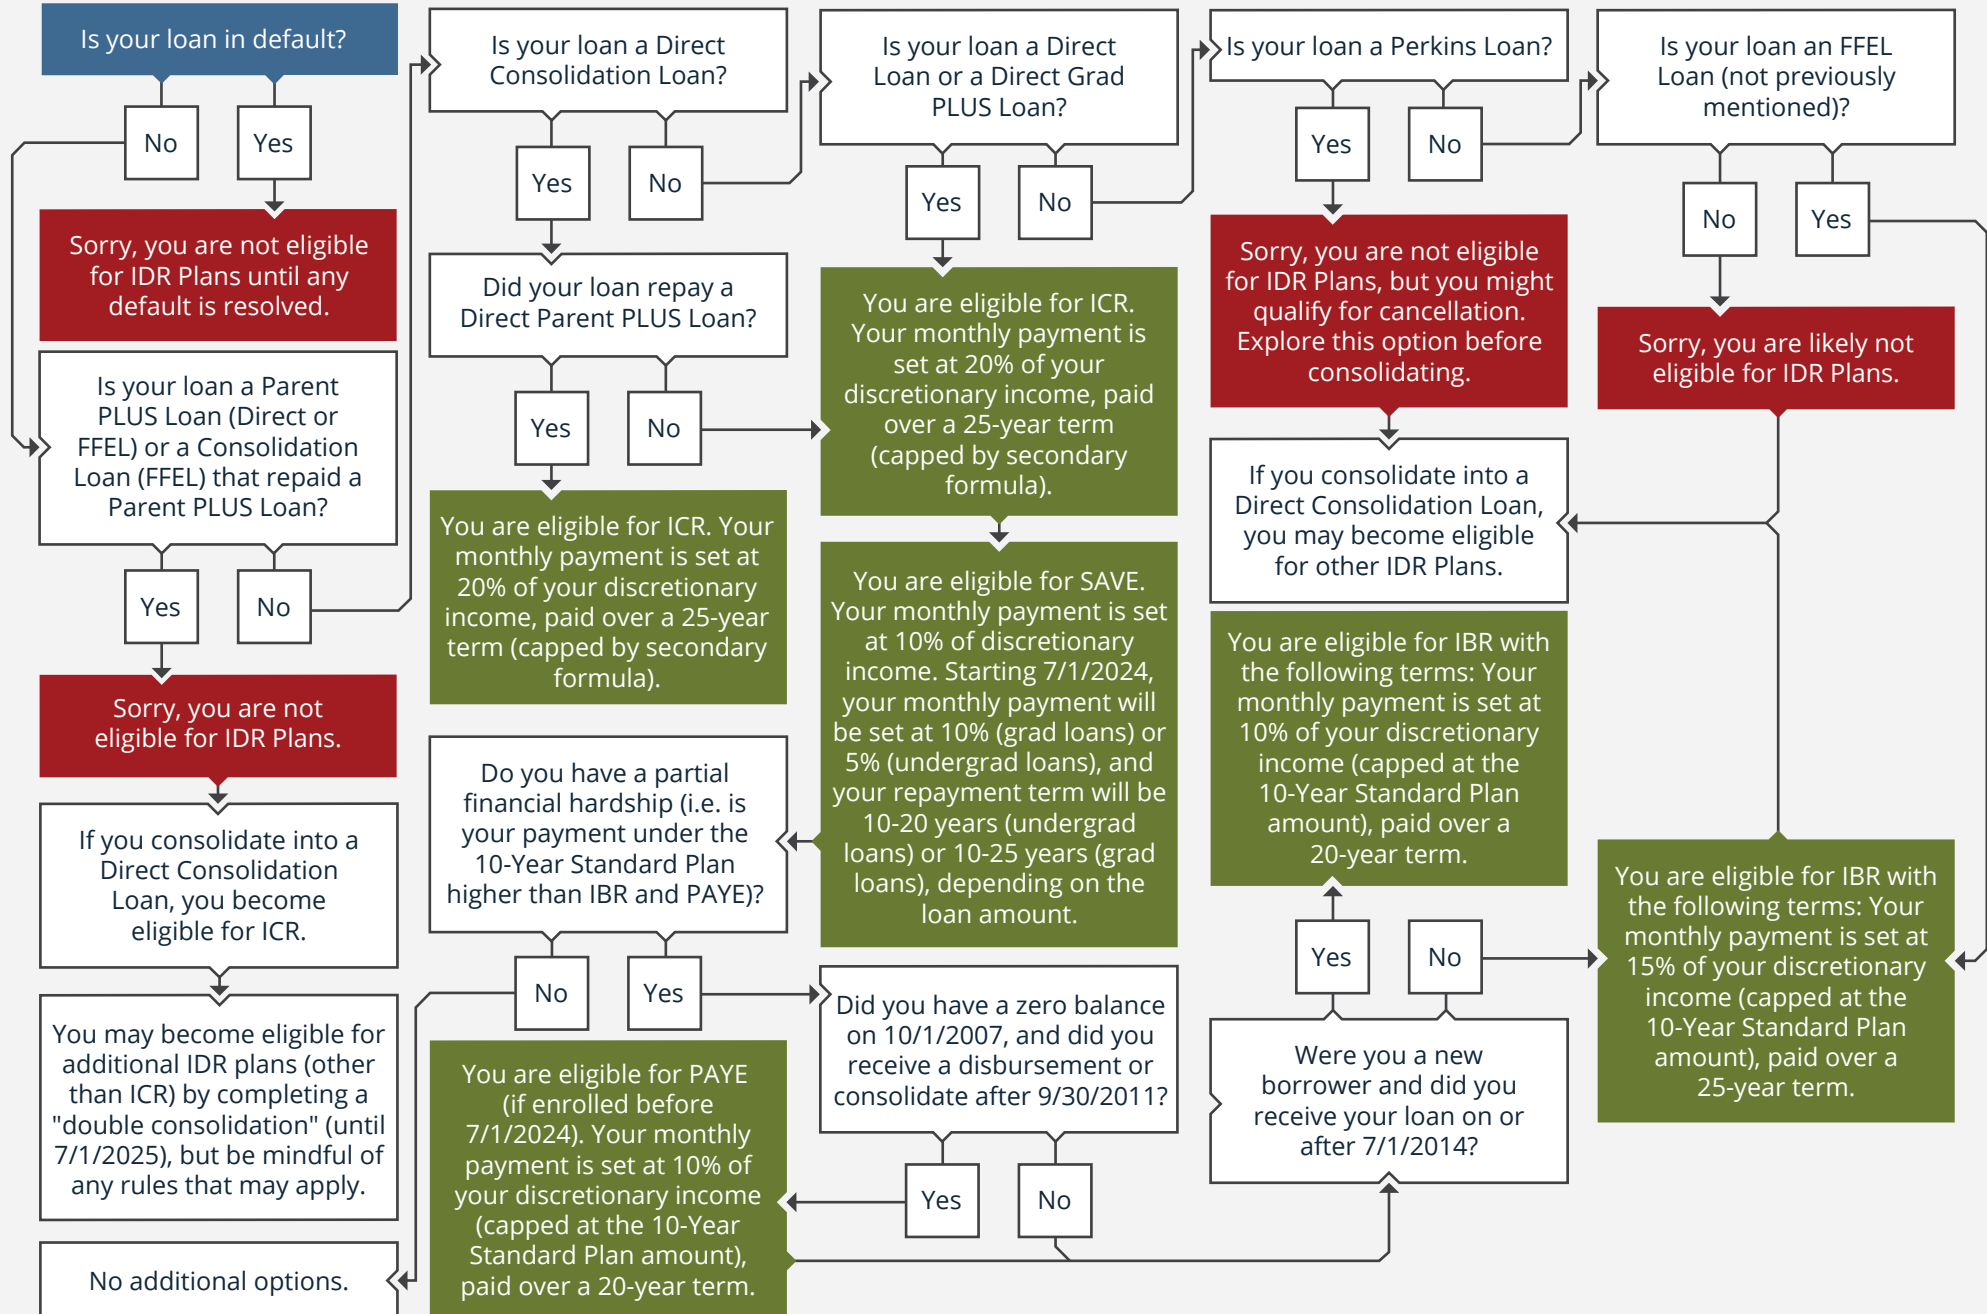 Is your loan in default?
No
Yes
Sorry, you are not eligible
for IDR Plans until any
default is resolved.
Is your loan a Parent
PLUS Loan (Direct or
FFEL) or a Consolidation
Loan (FFEL) that repaid a
Parent PLUS Loan?
Yes
No
Sorry, you are not
eligible for IDR Plans.
If you consolidate into a
Direct Consolidation
Loan, you become
eligible for ICR.
You may become eligible for
additional IDR plans (other
than ICR) by completing a
"double consolidation" (until
7/1/2025), but be mindful of
any rules that may apply.
No additional options.
Is your loan a Direct
Consolidation Loan?
Yes
No
Did your loan repay a
Direct Parent PLUS Loan?
Yes
No
You are eligible for ICR. Your
monthly payment is set at
20% of your discretionary
income, paid over a 25-year
term (capped by secondary
formula).
Do you have a partial
financial hardship (i.e. is
your payment under the
10-Year Standard Plan
higher than IBR and PAYE)?
No
Yes
You are eligible for PAYE
(if enrolled before
7/1/2024). Your monthly
payment is set at 10% of
your discretionary income
(capped at the 10-Year
Standard Plan amount),
paid over a 20-year term.
Is your loan a Direct
Loan or a Direct Grad
PLUS Loan?
Yes
No
You are eligible for ICR.
Your monthly payment is
set at 20% of your
discretionary income, paid
over a 25-year term
(capped by secondary
formula).
You are eligible for SAVE.
Your monthly payment is set
at 10% of discretionary
income. Starting 7/1/2024,
your monthly payment will
be set at 10% (grad loans) or
5% (undergrad loans), and
your repayment term will be
10-20 years (undergrad
loans) or 10-25 years (grad
loans), depending on the
loan amount.
Did you have a zero balance
on 10/1/2007, and did you
receive a disbursement or
consolidate after 9/30/2011?
Yes
No
Is your loan a Perkins Loan?
Yes
No
Sorry, you are not eligible
for IDR Plans, but you might
qualify for cancellation.
Explore this option before
consolidating.
If you consolidate into a
Direct Consolidation Loan,
you may become eligible
for other IDR Plans.
You are eligible for IBR with
the following terms: Your
monthly payment is set at
10% of your discretionary
income (capped at the
10-Year Standard Plan
amount), paid over a
20-year term.
Yes
No
Were you a new
borrower and did you
receive your loan on or
after 7/1/2014?
Is your loan an FFEL
Loan (not previously
mentioned)?
No
Yes
Sorry, you are likely not
eligible for IDR Plans.
You are eligible for IBR with
the following terms: Your
monthly payment is set at
15% of your discretionary
income (capped at the
10-Year Standard Plan
amount), paid over a
25-year term.